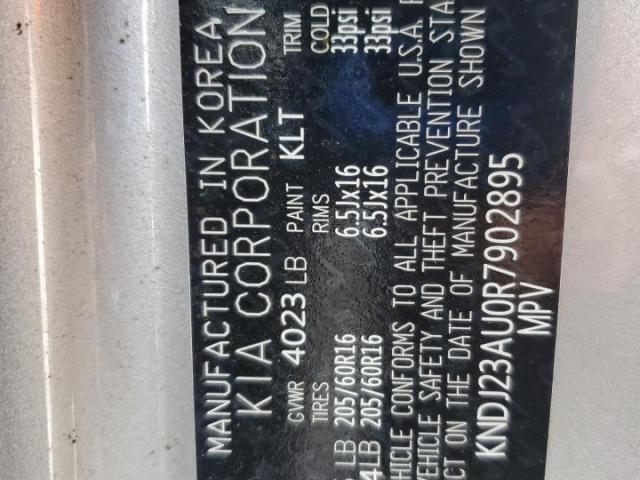 MANUFACTURED IN KOREA
KIA CORPORATION
GVWR 4023 LB PAINT KLT TRIM
TIRES RIMS COLD
LB 205/60R16 6.5Jx16 33psi
LB 205/60R16 6.5Jx16 33psi
HICLE CONFORMS TO ALL APPLICABLE U.S.A.
VEHICLE SAFETY AND THEFT PREVENTION STA
CT ON THE DATE OF MANUFACTURE SHOWN
KNDJ23AU0R7902895
MPV